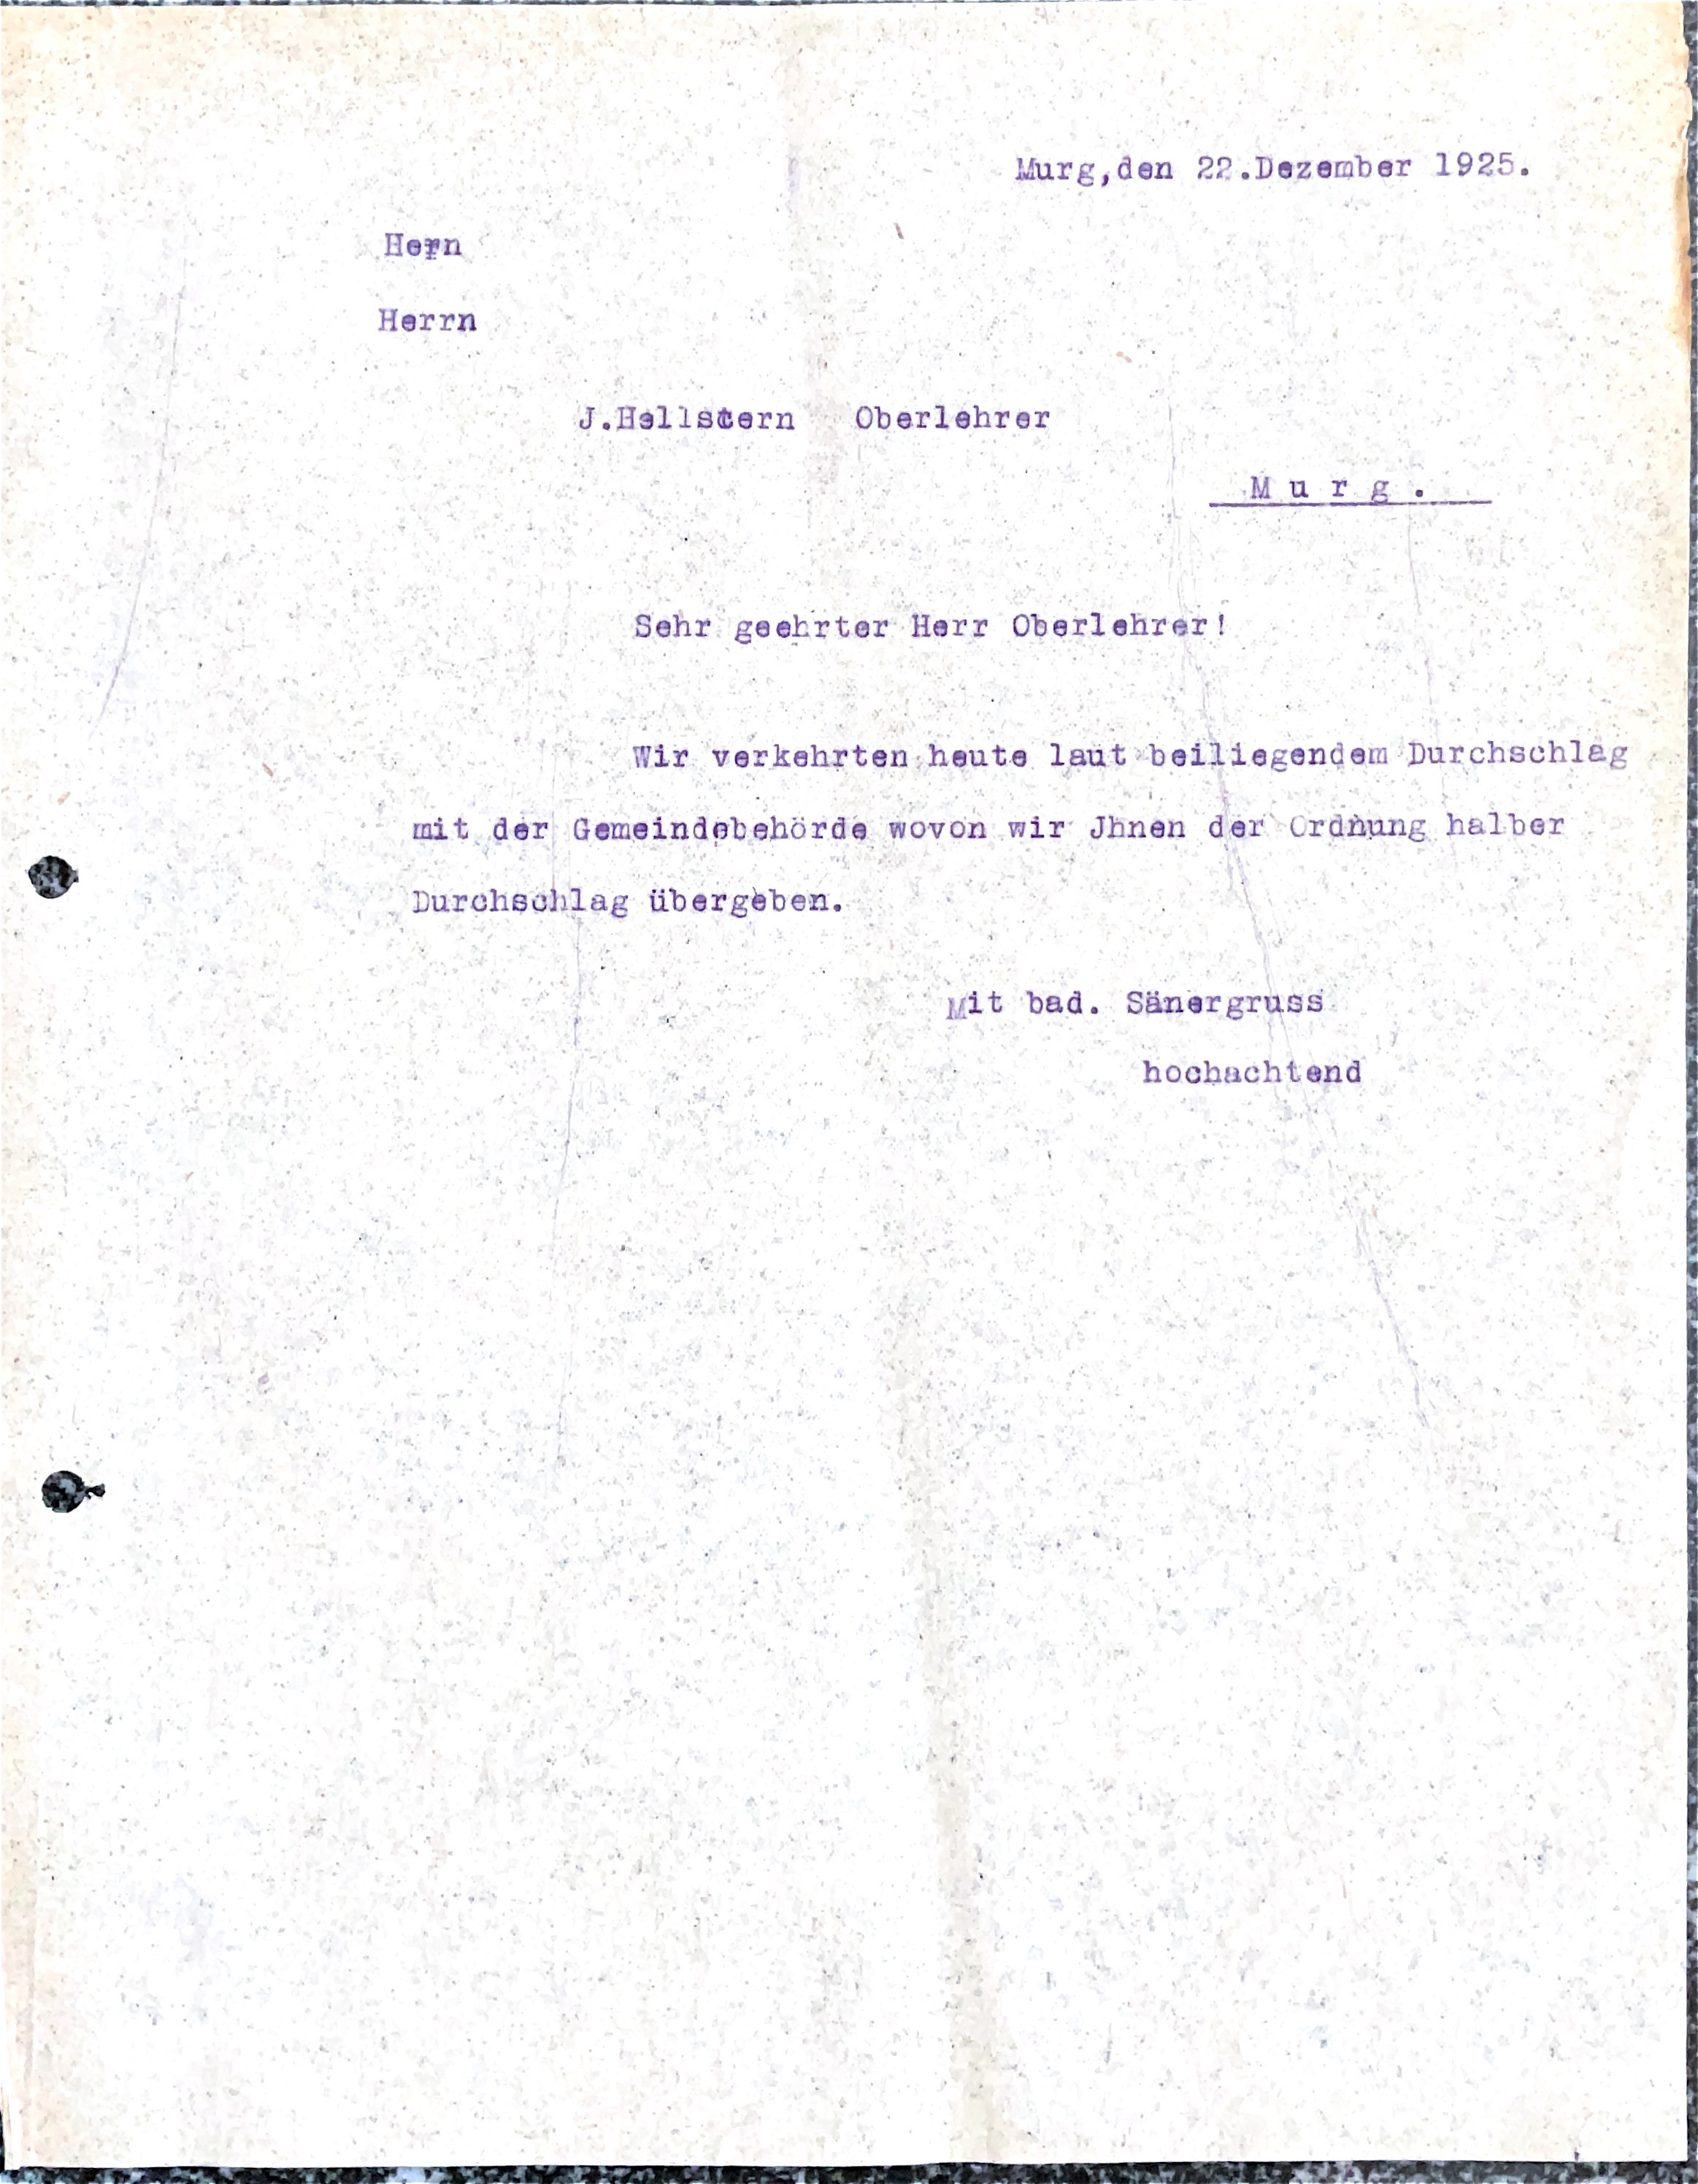 Murg,den 22.Dezember 1925.
Hern
Herrn
J.Hellstern Oberlehrer
M u r g .
Sehr geehrter Herr Oberlehrer!
Wir verkehrten heute laut beiliegendem Durchschlag
mit der Gemeindebehörde wovon wir Jhnen der Ordnung halber
Durchschlag übergeben.
Mit bad. Sänergruss
hochachtend